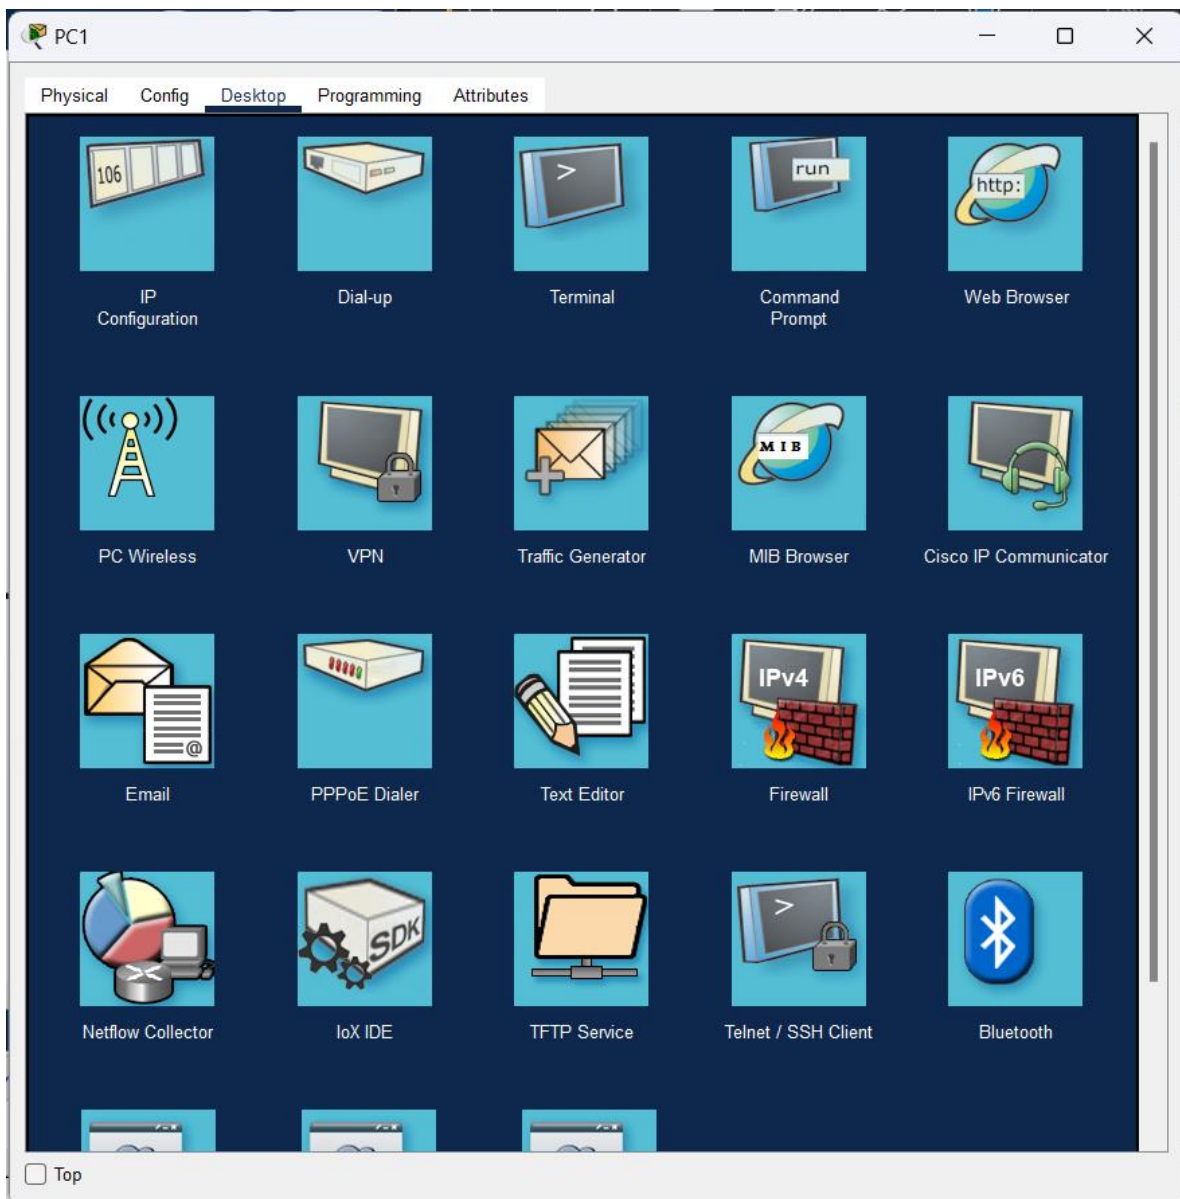 PC1
Physical Config Desktop Programming Attributes
106
>
run
http:
IP
Configuration
Dial-up
Terminal
Command
Prompt
Web Browser
MIB
PC Wireless
VPN
Traffic Generator
MIB Browser
Cisco IP Communicator
@
IPv4
IPv6
Email
PPPoE Dialer
Text Editor
Firewall
IPv6 Firewall
SDK
>
Netflow Collector
IoX IDE
TFTP Service
Telnet / SSH Client
Bluetooth
Top